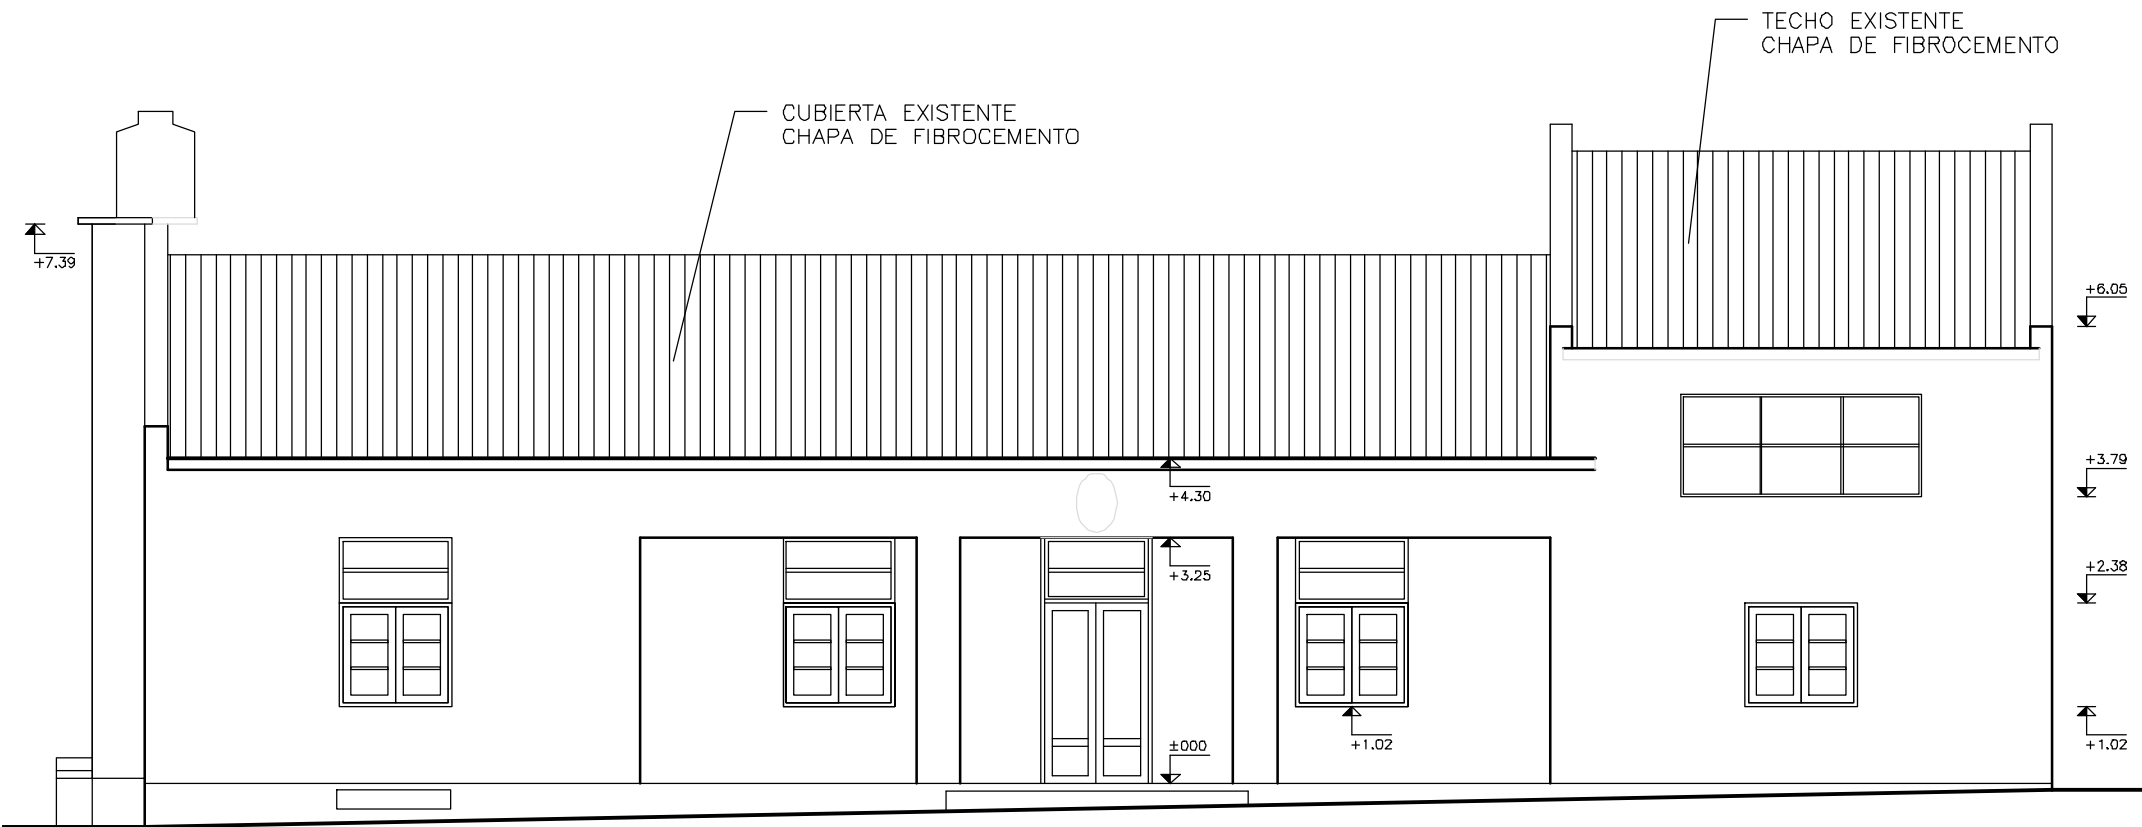 TECHO EXISTENTE
CHAPA DE FIBROCEMENTO
CUBIERTA EXISTENTE
CHAPA DE FIBROCEMENTO
+7.39
+6.05
+3.79
+4.30
+3.25
+2.38
+1.02
±000
+1.02